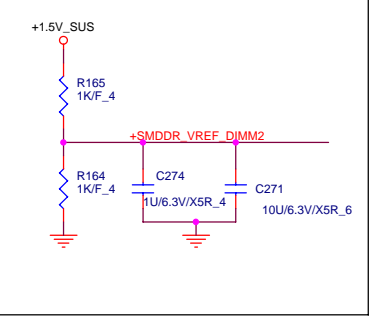 +1.5V_SUS
R165
1K/F_4
+SMDDR_VREF_DIMM2
R164
1K/F_4
C274
1U/6.3V/X5R_4
C271
10U/6.3V/X5R_6